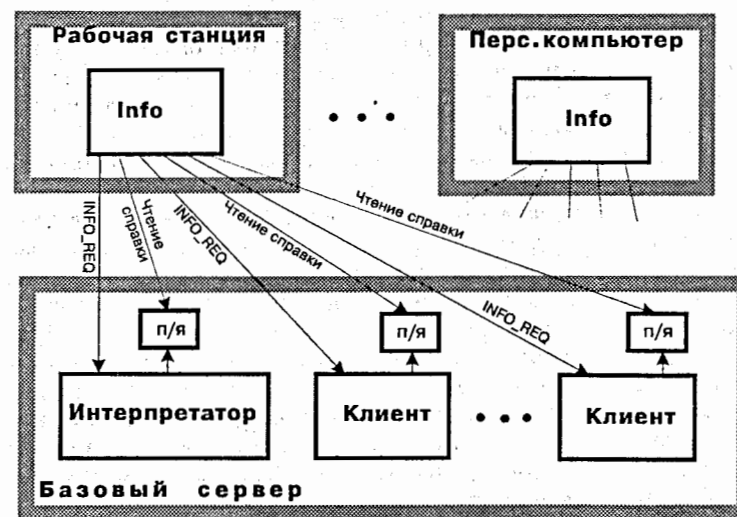 Рабочая станция
Перс.компьютер
Info
Info
INFO_REQ
Чтение
справки
INFO_REQ
Чтение справки
INFO_REQ
Чтение справки
п/я
п/я
п/я
Интерпретатор
Клиент
Клиент
Базовый сервер